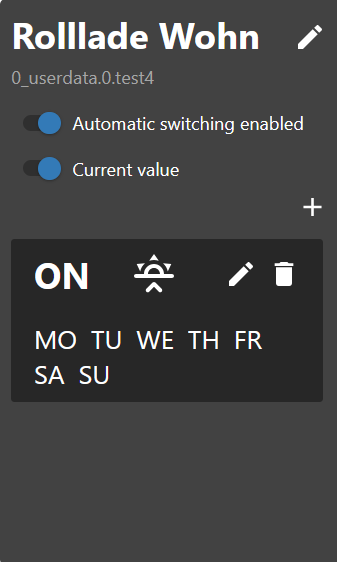 Rolllade Wohn
0_userdata.0.test4
Automatic switching enabled
Current value
ON
MO TU WE TH FR
SA SU